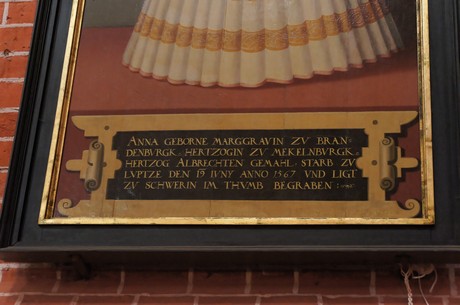 ANNA GEBORNE MARGGRAVIN ZV BRAN-
DENBVRGK, HERTZOGIN ZV MEKELNBVRGK
HERTZOG ALBRECHTEN GEMAHL, STARB ZV
LVPTZE DEN 19 IVNY ANNO 1567 VND LIGT
ZV SCHWERIN IM THVMB BEGRABEN